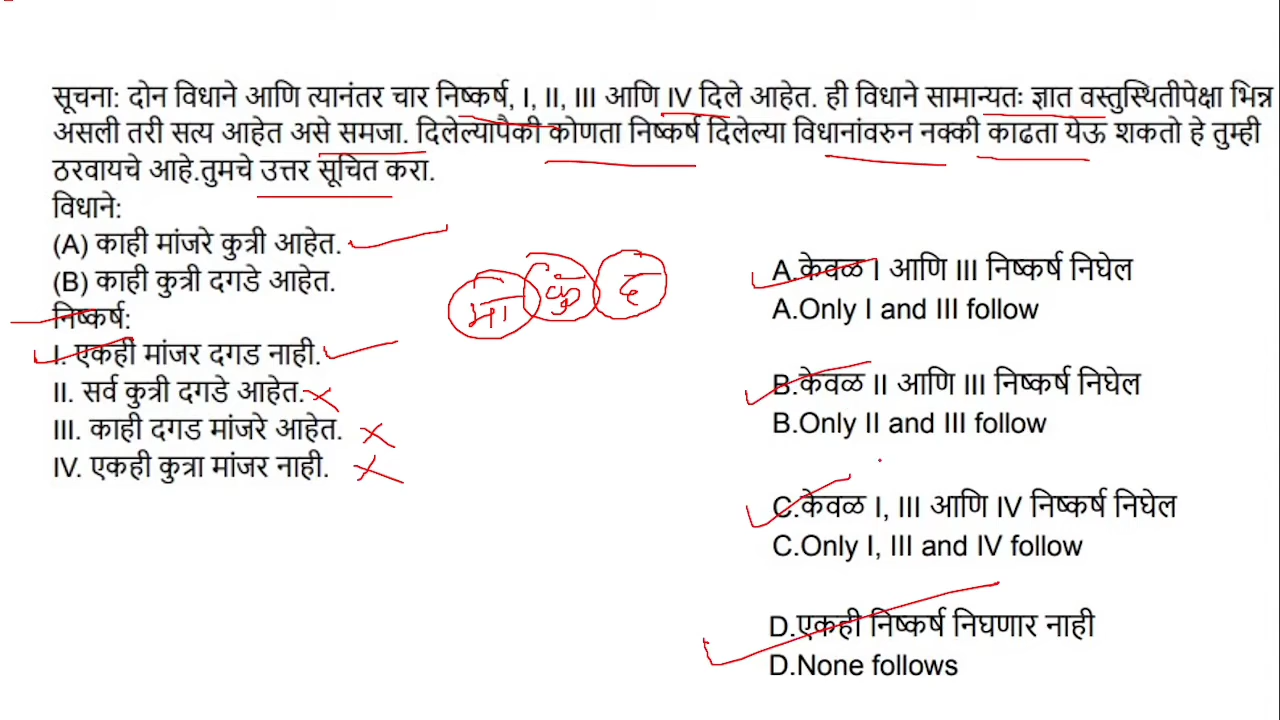 सूचना: दोन विधाने आणि त्यानंतर चार निष्कर्ष, I, II, III आणि IV दिले आहेत. ही विधाने सामान्यतः ज्ञात वस्तुस्थितीपेक्षा भिन्न
असली तरी सत्य आहेत असे समजा. दिलेल्यापैकी कोणता निष्कर्ष दिलेल्या विधानांवरुन नक्की काढता येऊ शकतो हे तुम्ही
ठरवायचे आहे.तुमचे उत्तर सूचित करा.
विधाने:
(A) काही मांजरे कुत्री आहेत.
(B) काही कुत्री दगडे आहेत.
निष्कर्ष:
I. एकही मांजर दगड नाही.
II. सर्व कुत्री दगडे आहेत.
III. काही दगड मांजरे आहेत.
IV. एकही कुत्रा मांजर नाही.
मां कु द
A.केवळ I आणि III निष्कर्ष निघेल
A.Only I and III follow
B.केवळ II आणि III निष्कर्ष निघेल
B.Only II and III follow
C.केवळ I, III आणि IV निष्कर्ष निघेल
C.Only I, III and IV follow
D.एकही निष्कर्ष निघणार नाही
D.None follows